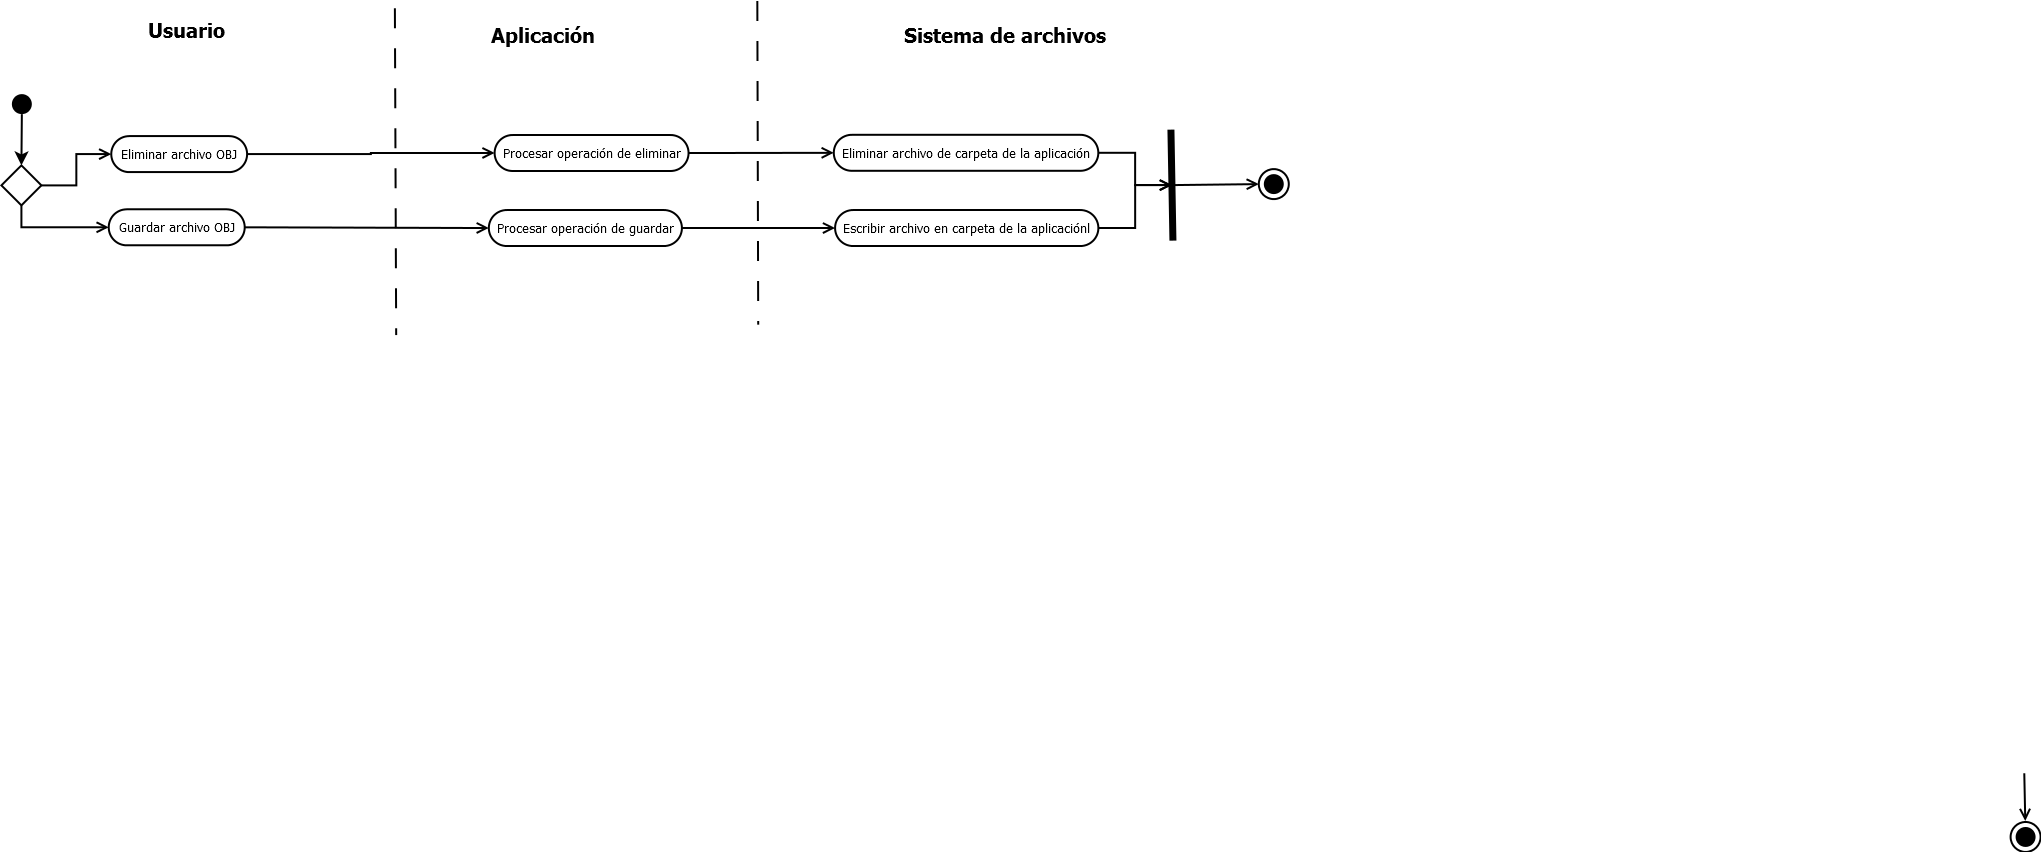 Usuario
Aplicación
Sistema de archivos
Eliminar archivo OBJ
Procesar operación de eliminar
Eliminar archivo de carpeta de la aplicación
Guardar archivo OBJ
Procesar operación de guardar
Escribir archivo en carpeta de la aplicaciónl